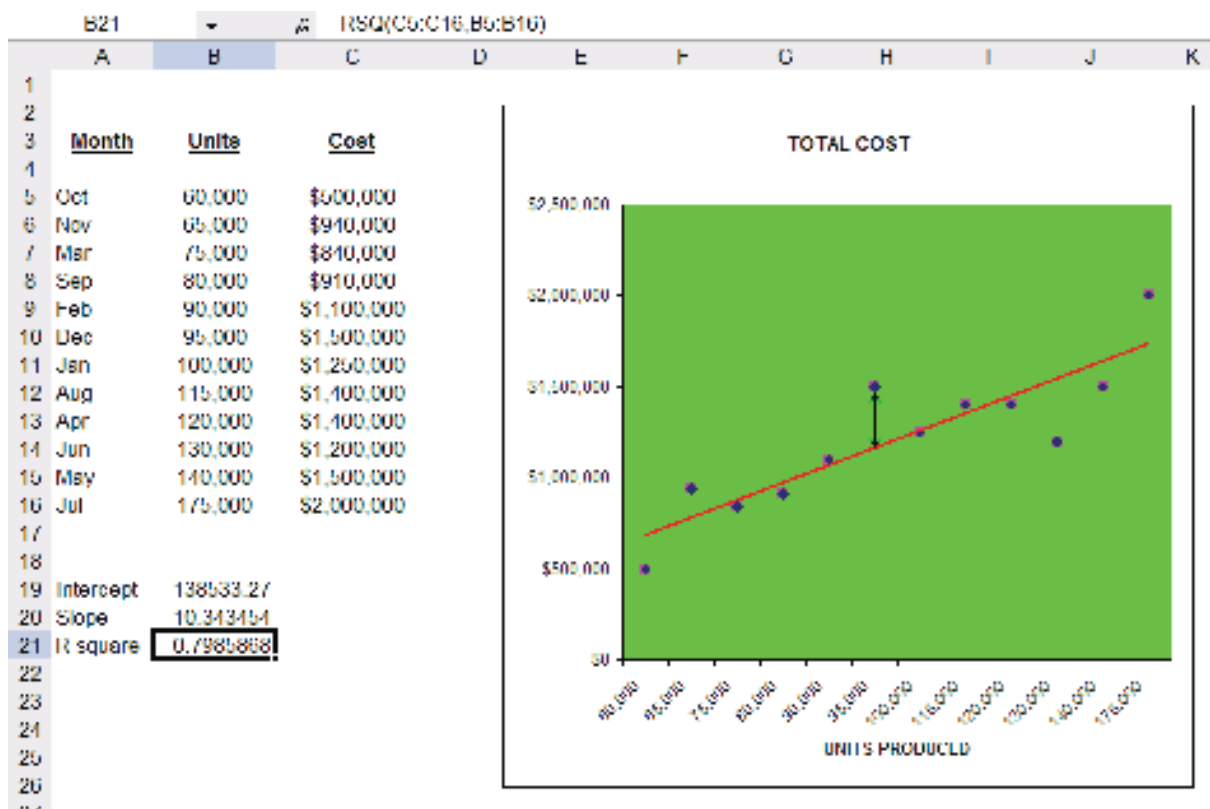 B21 RSQ(C5:C16,B5:B16)
A B C D E F G H I J K
1
2
3 Month Units Cost
4
5 Oct 60,000 $500,000
6 Nov 65,000 $940,000
7 Mar 75,000 $840,000
8 Sep 80,000 $910,000
9 Feb 90,000 $1,100,000
10 Dec 95,000 $1,500,000
11 Jan 100,000 $1,250,000
12 Aug 115,000 $1,400,000
13 Apr 120,000 $1,400,000
14 Jun 130,000 $1,200,000
15 May 140,000 $1,500,000
16 Jul 175,000 $2,000,000
17
18
19 Intercept 138533.27
20 Slope 10.343454
21 R square 0.7985868
22
23
24
25
26
TOTAL COST
$2,500,000
$2,000,000
$1,500,000
$1,000,000
$500,000
$0
60,000 65,000 75,000 80,000 90,000 95,000 100,000 115,000 120,000 130,000 140,000 175,000
UNITS PRODUCED